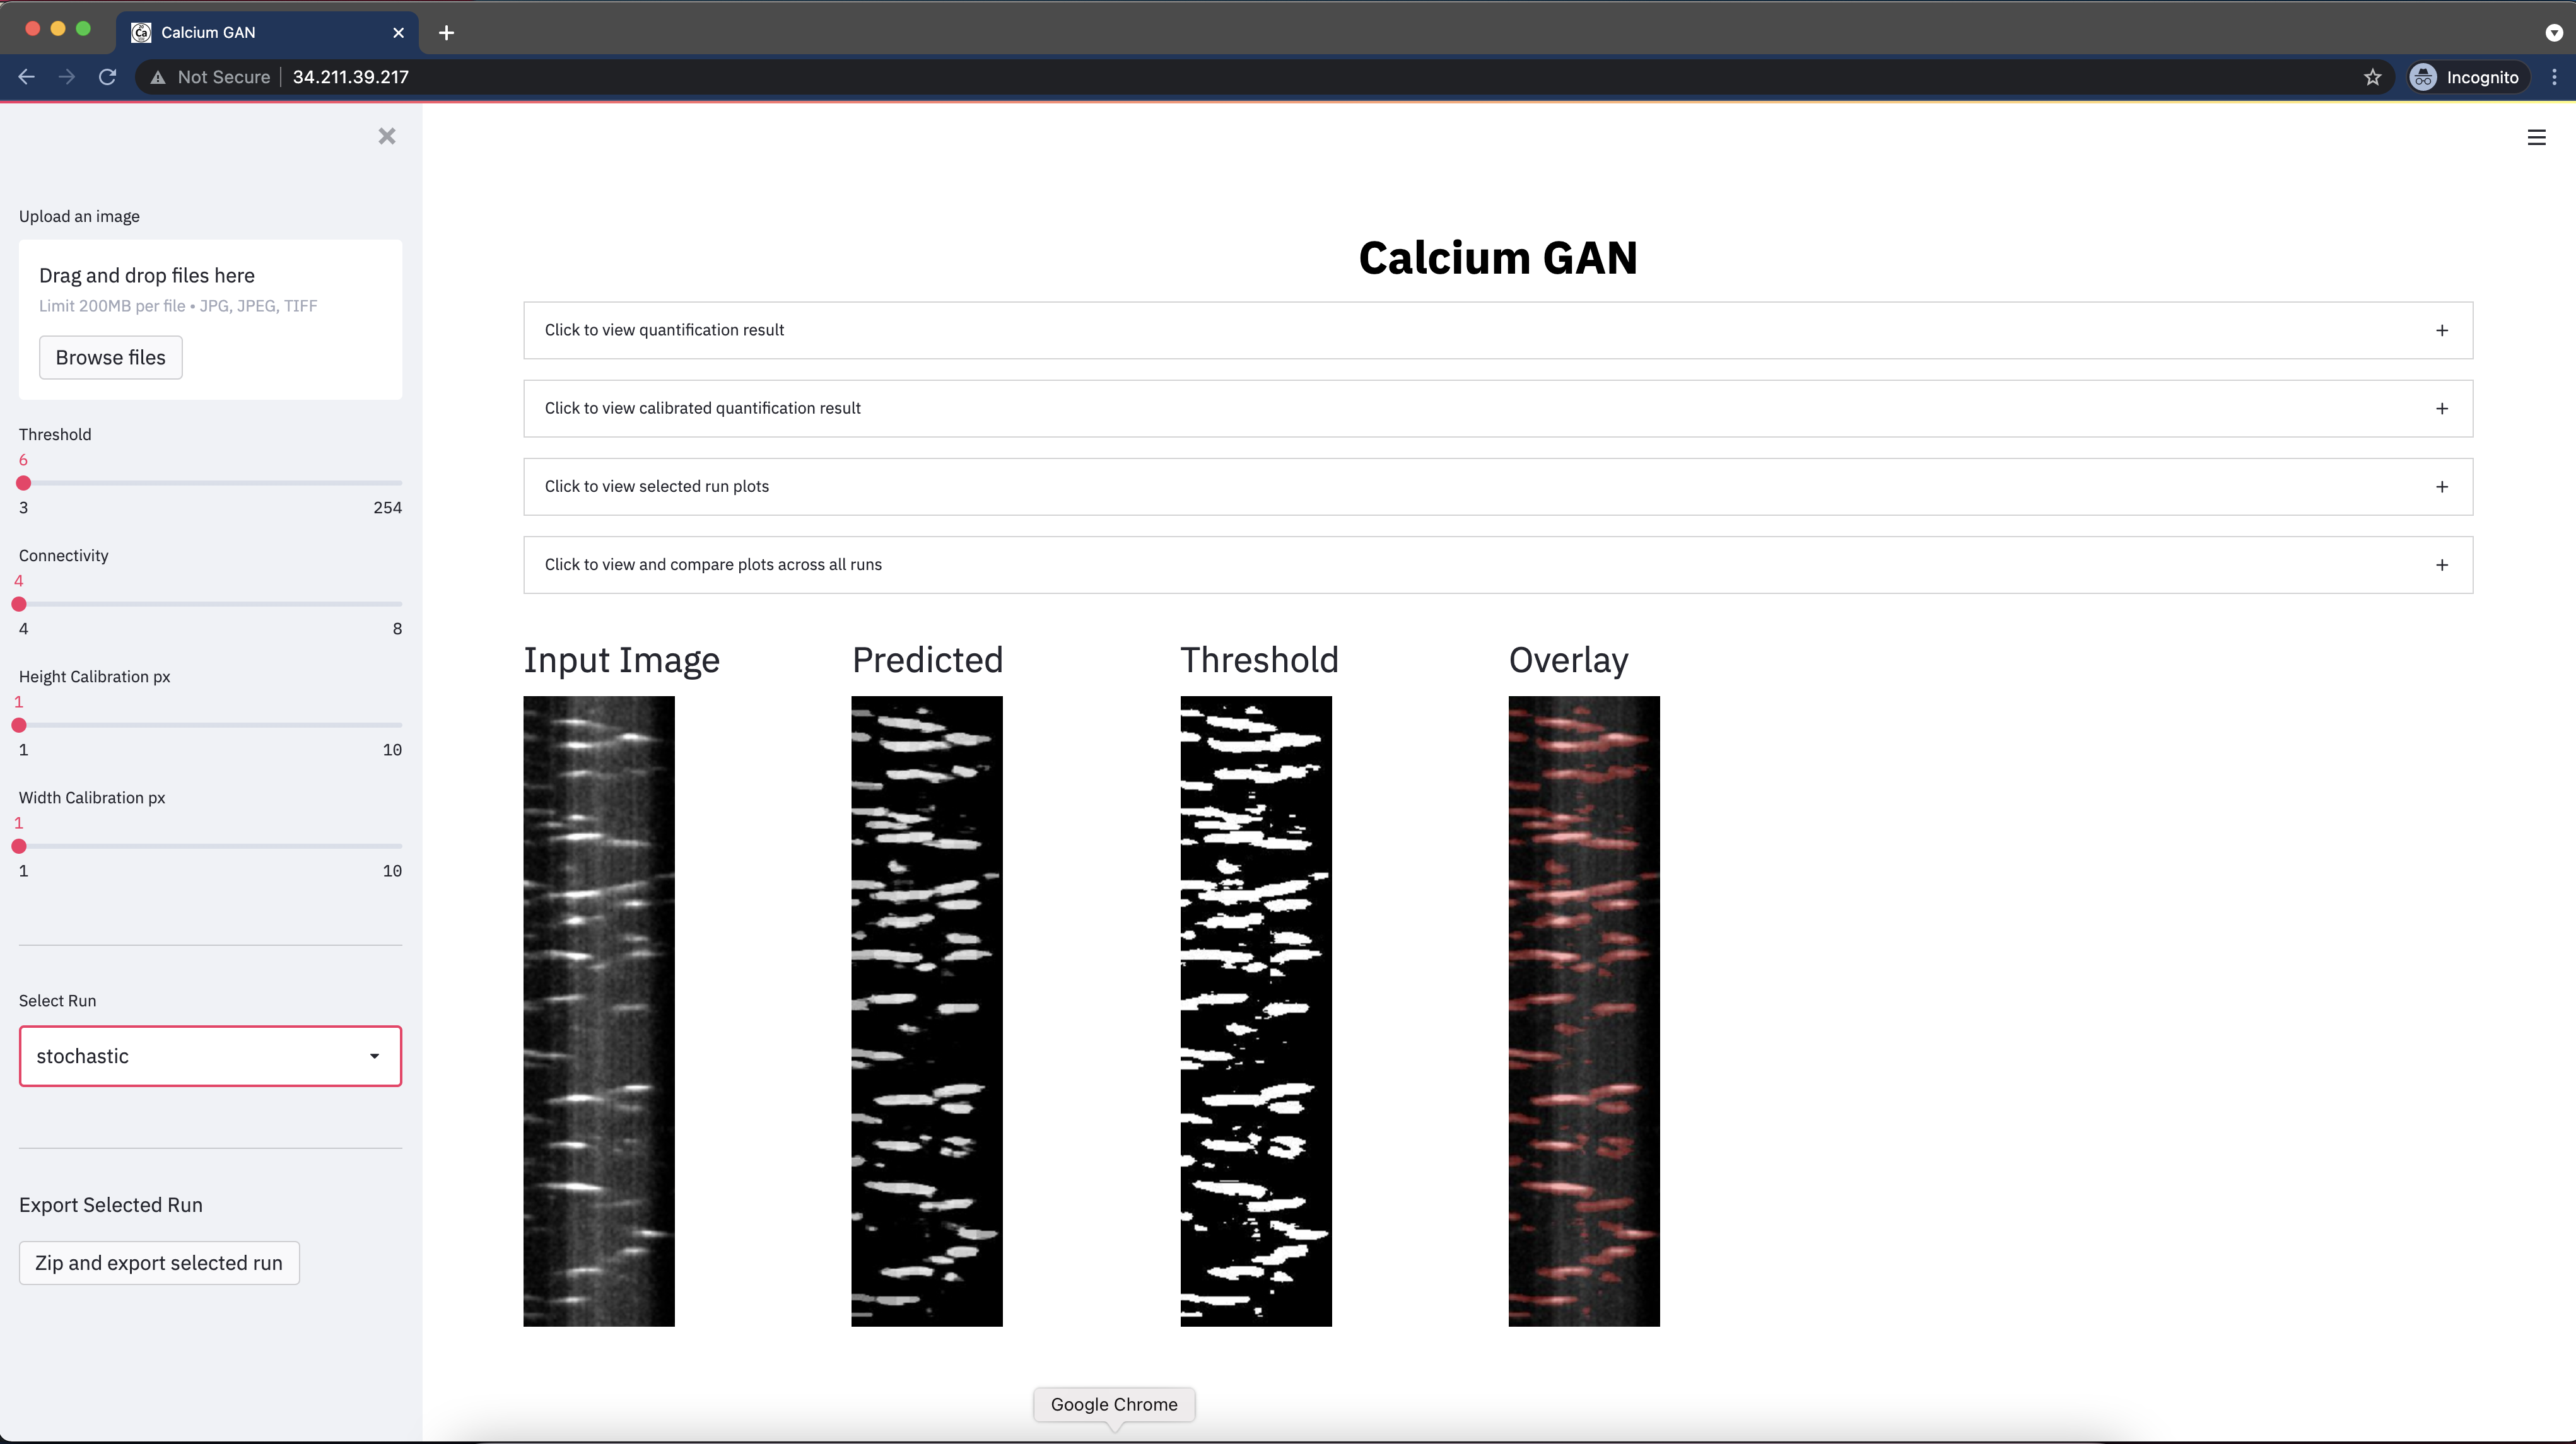 Ca
Calcium GAN
Not Secure
34.211.39.217
Incognito
Upload an image
Drag and drop files here
Limit 200MB per file • JPG, JPEG, TIFF
Browse files
Threshold
6
3 254
Connectivity
4
4 8
Height Calibration px
1
1 10
Width Calibration px
1
1 10
Select Run
stochastic
Export Selected Run
Zip and export selected run
Calcium GAN
Click to view quantification result
Click to view calibrated quantification result
Click to view selected run plots
Click to view and compare plots across all runs
Input Image Predicted Threshold Overlay
Google Chrome